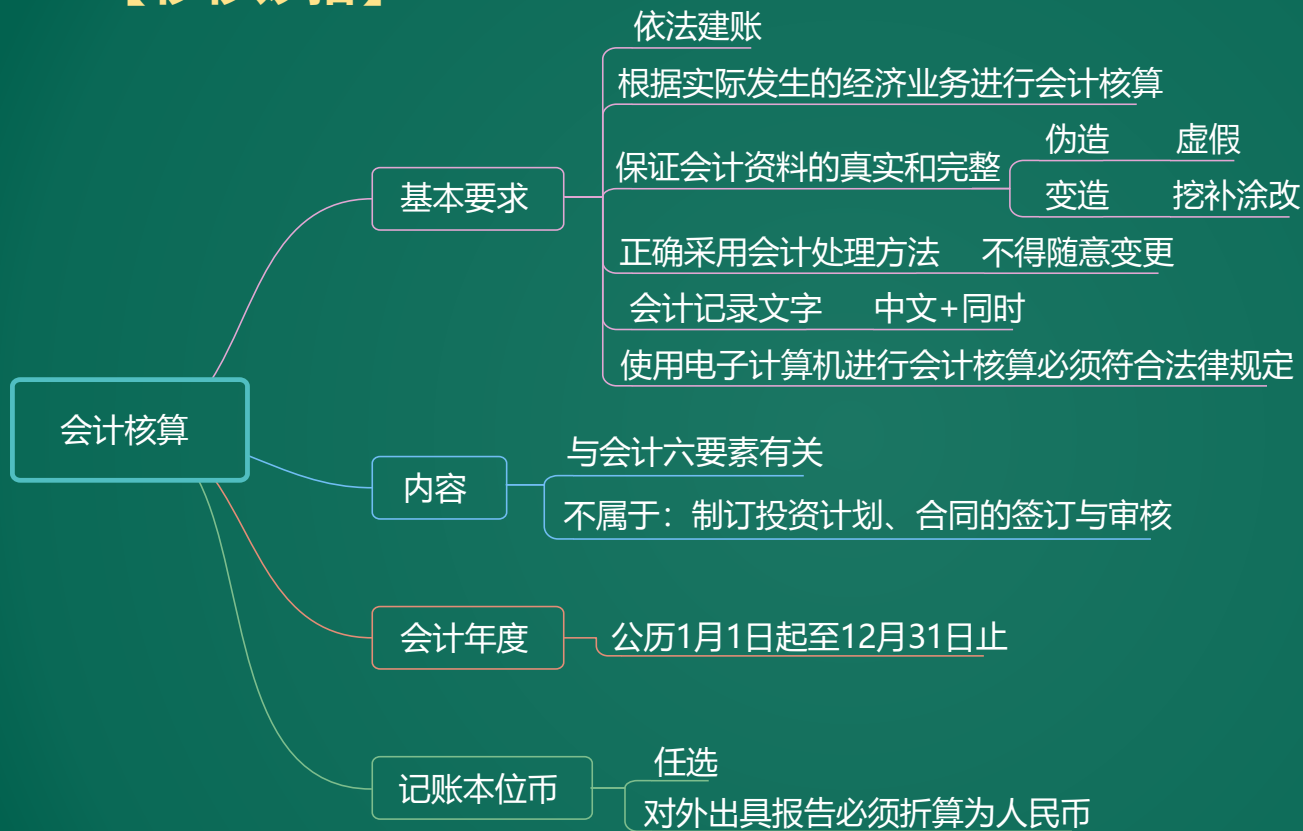 依法建账
根据实际发生的经济业务进行会计核算
保证会计资料的真实和完整
伪造 虚假
变造 挖补涂改
基本要求
正确采用会计处理方法 不得随意变更
会计记录文字 中文+同时
使用电子计算机进行会计核算必须符合法律规定
会计核算
与会计六要素有关
内容
不属于：制订投资计划、合同的签订与审核
会计年度
公历1月1日起至12月31日止
任选
记账本位币
对外出具报告必须折算为人民币